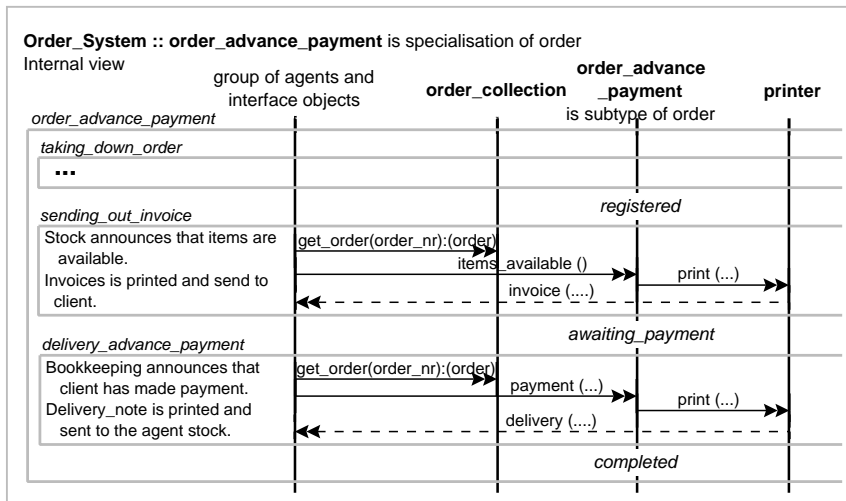 Order_System :: order_advance_payment is specialisation of order
Internal view
group of agents and
interface objects
order_collection
order_advance
_payment
is subtype of order
printer
order_advance_payment
taking_down_order
...
registered
sending_out_invoice
Stock announces that items are
available.
Invoices is printed and send to
client.
get_order(order_nr):(order)
items_available ()
print (...)
invoice (....)
awaiting_payment
delivery_advance_payment
Bookkeeping announces that
client has made payment.
Delivery_note is printed and
sent to the agent stock.
get_order(order_nr):(order)
payment (...)
print (...)
delivery (....)
completed